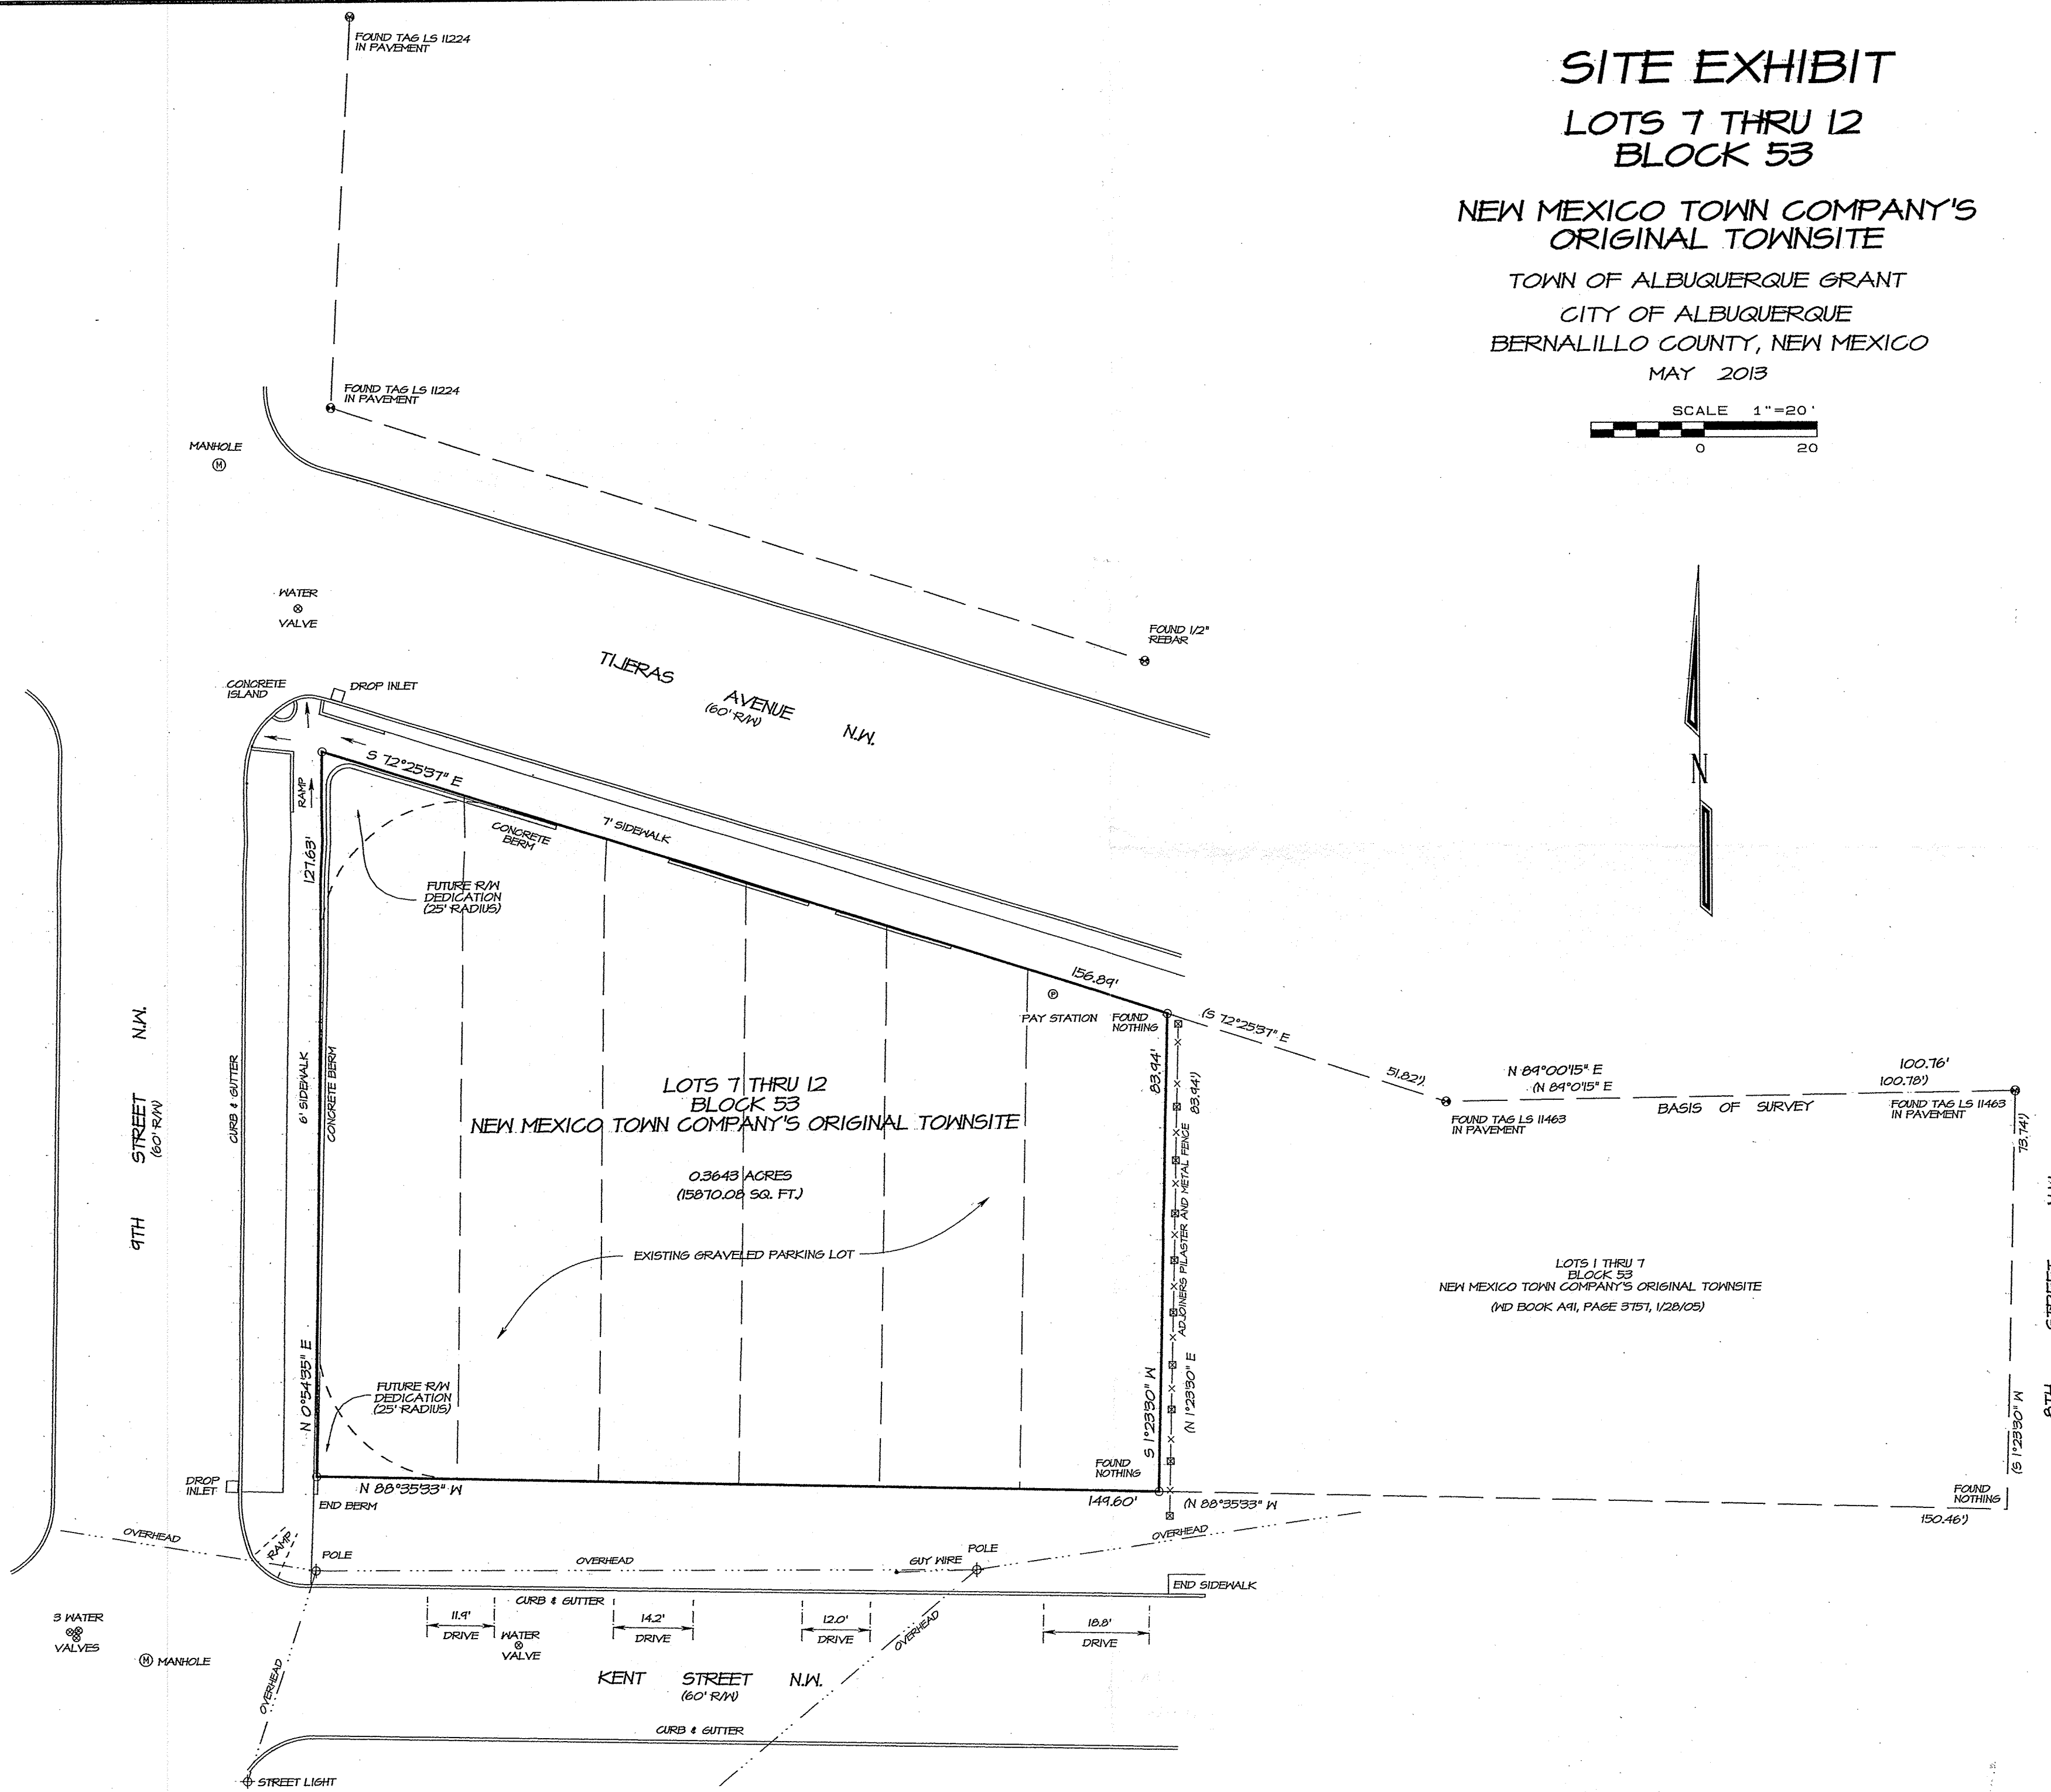 SITE EXHIBIT
LOTS 7 THRU 12
BLOCK 53
NEW MEXICO TOWN COMPANY'S
ORIGINAL TOWNSITE
TOWN OF ALBUQUERQUE GRANT
CITY OF ALBUQUERQUE
BERNALILLO COUNTY, NEW MEXICO
MAY 2013
SCALE 1"=20'
0 20
N
FOUND TAG LS 11224
IN PAVEMENT
FOUND TAG LS 11224
IN PAVEMENT
MANHOLE
M
WATER
VALVE
FOUND 1/2"
REBAR
TIJERAS AVENUE N.W.
(60' R/W)
CONCRETE
ISLAND
DROP INLET
S 72°25'37" E
RAMP
CONCRETE
BERM
7' SIDEWALK
127.63'
FUTURE R/W
DEDICATION
(25' RADIUS)
156.89'
P
PAY STATION
FOUND
NOTHING
(S 72°25'37" E
51.82')
N 89°00'15" E
(N 89°0'15" E
100.76'
100.78')
BASIS OF SURVEY
FOUND TAG LS 11463
IN PAVEMENT
FOUND TAG LS 11463
IN PAVEMENT
73.74')
9TH STREET N.W.
(60' R/W)
CURB & GUTTER
6' SIDEWALK
CONCRETE BERM
83.94'
83.94')
LOTS 7 THRU 12
BLOCK 53
NEW MEXICO TOWN COMPANY'S ORIGINAL TOWNSITE
0.3643 ACRES
(15870.08 SQ. FT.)
EXISTING GRAVELED PARKING LOT
ADJOINERS PILASTER AND METAL FENCE
LOTS 1 THRU 7
BLOCK 53
NEW MEXICO TOWN COMPANY'S ORIGINAL TOWNSITE
(WD BOOK A91, PAGE 3757, 1/28/05)
N 0°54'35" E
FUTURE R/W
DEDICATION
(25' RADIUS)
S 1°23'30" W
(N 1°23'30" E
(S 1°23'30" W
8TH STREET
FOUND
NOTHING
FOUND
NOTHING
DROP
INLET
N 88°35'33" W
149.60'
(N 88°35'33" W
150.46')
END BERM
OVERHEAD
RAMP
POLE
OVERHEAD
GUY WIRE
POLE
OVERHEAD
END SIDEWALK
CURB & GUTTER
11.9'
DRIVE
14.2'
DRIVE
12.0'
DRIVE
18.8'
DRIVE
WATER
VALVE
OVERHEAD
3 WATER
VALVES
M MANHOLE
OVERHEAD
KENT STREET N.W.
(60' R/W)
CURB & GUTTER
STREET LIGHT